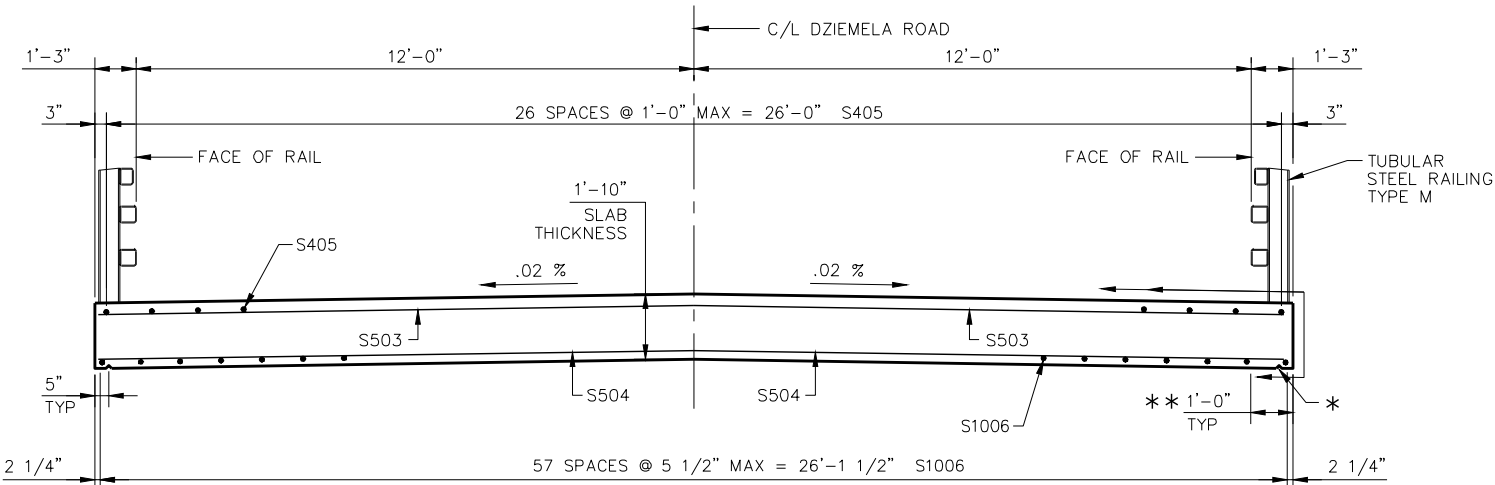 C/L DZIEMELA ROAD
1'-3" 12'-0" 12'-0" 1'-3"
3" 26 SPACES @ 1'-0" MAX = 26'-0" S405 3"
FACE OF RAIL FACE OF RAIL
TUBULAR
STEEL RAILING
TYPE M
1'-10"
SLAB
THICKNESS
S405
.02 % .02 %
S503 S503
5"
TYP
S504 S504
** 1'-0"
TYP
*
S1006
2 1/4" 57 SPACES @ 5 1/2" MAX = 26'-1 1/2" S1006 2 1/4"